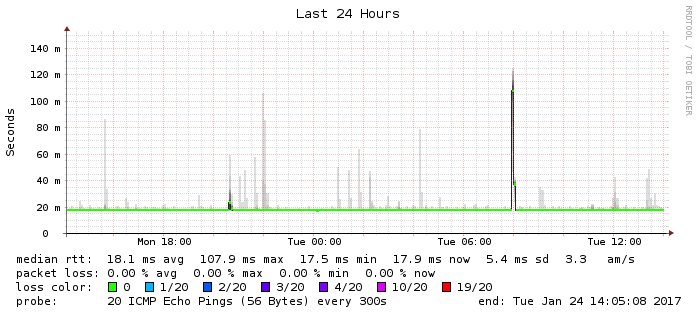 Last 24 Hours
RRDTOOL / TOBI OETIKER
Seconds
140 m
120 m
100 m
80 m
60 m
40 m
20 m
0
Mon 18:00 Tue 00:00 Tue 06:00 Tue 12:00
median rtt: 18.1 ms avg 107.9 ms max 17.5 ms min 17.9 ms now 5.4 ms sd 3.3 am/s
packet loss: 0.00 % avg 0.00 % max 0.00 % min 0.00 % now
loss color: 0 1/20 2/20 3/20 4/20 10/20 19/20
probe: 20 ICMP Echo Pings (56 Bytes) every 300s end: Tue Jan 24 14:05:08 2017